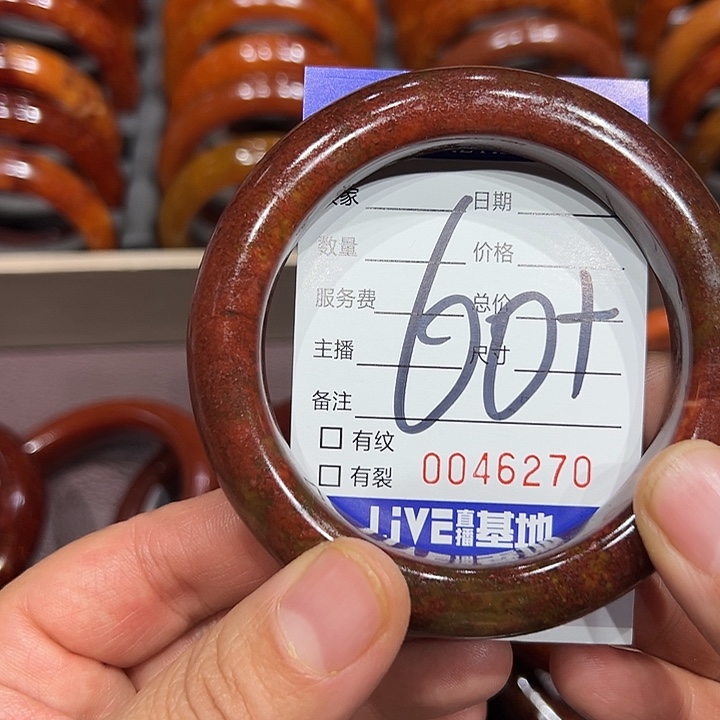 家 日期
数量 价格
服务费 总价
60+
主播 尺寸
备注
有纹
有裂 0046270
LiVE直播基地